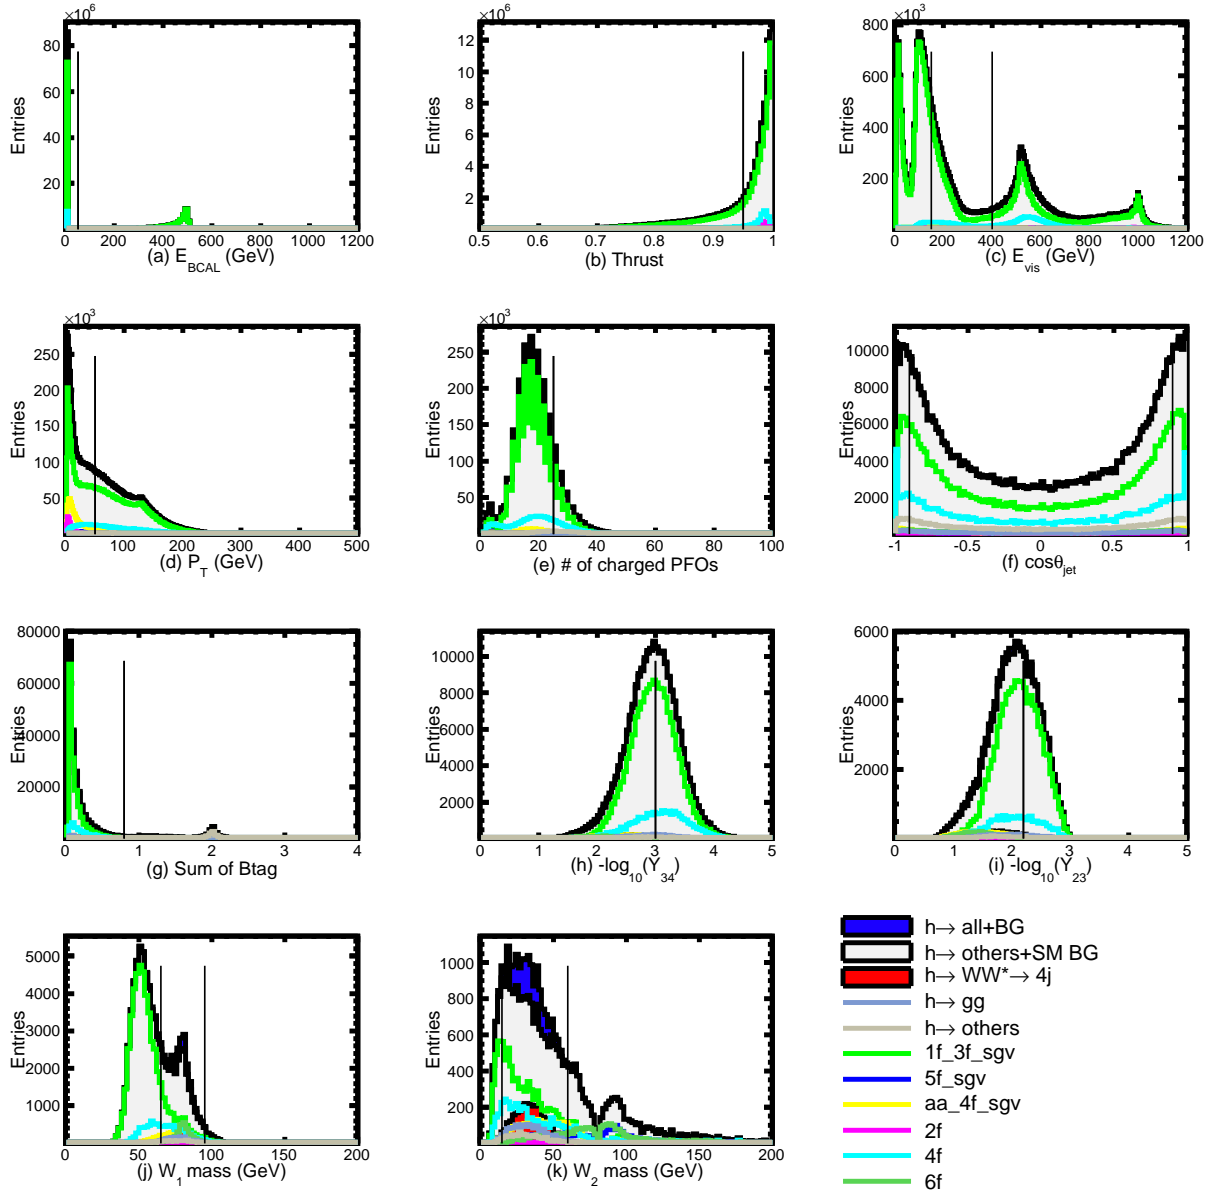 ×10⁶ ×10⁶ ×10³
Entries
80
60
40
20
0 200 400 600 800 1000 1200
(a) E_BCAL (GeV)
Entries
12
10
8
6
4
2
0.5 0.6 0.7 0.8 0.9 1
(b) Thrust
Entries
800
600
400
200
0 200 400 600 800 1000 1200
(c) E_vis (GeV)
×10³ ×10³
Entries
250
200
150
100
50
0 100 200 300 400 500
(d) P_T (GeV)
Entries
250
200
150
100
50
0 20 40 60 80 100
(e) # of charged PFOs
Entries
10000
8000
6000
4000
2000
-1 -0.5 0 0.5 1
(f) cosθ_jet
Entries
80000
60000
40000
20000
0 1 2 3 4
(g) Sum of Btag
Entries
10000
8000
6000
4000
2000
0 1 2 3 4 5
(h) -log₁₀(Y₃₄)
Entries
6000
4000
2000
0 1 2 3 4 5
(i) -log₁₀(Y₂₃)
Entries
5000
4000
3000
2000
1000
0 50 100 150 200
(j) W₁ mass (GeV)
Entries
1000
800
600
400
200
0 50 100 150 200
(k) W₂ mass (GeV)
h→ all+BG
h→ others+SM BG
h→ WW*→ 4j
h→ gg
h→ others
1f_3f_sgv
5f_sgv
aa_4f_sgv
2f
4f
6f